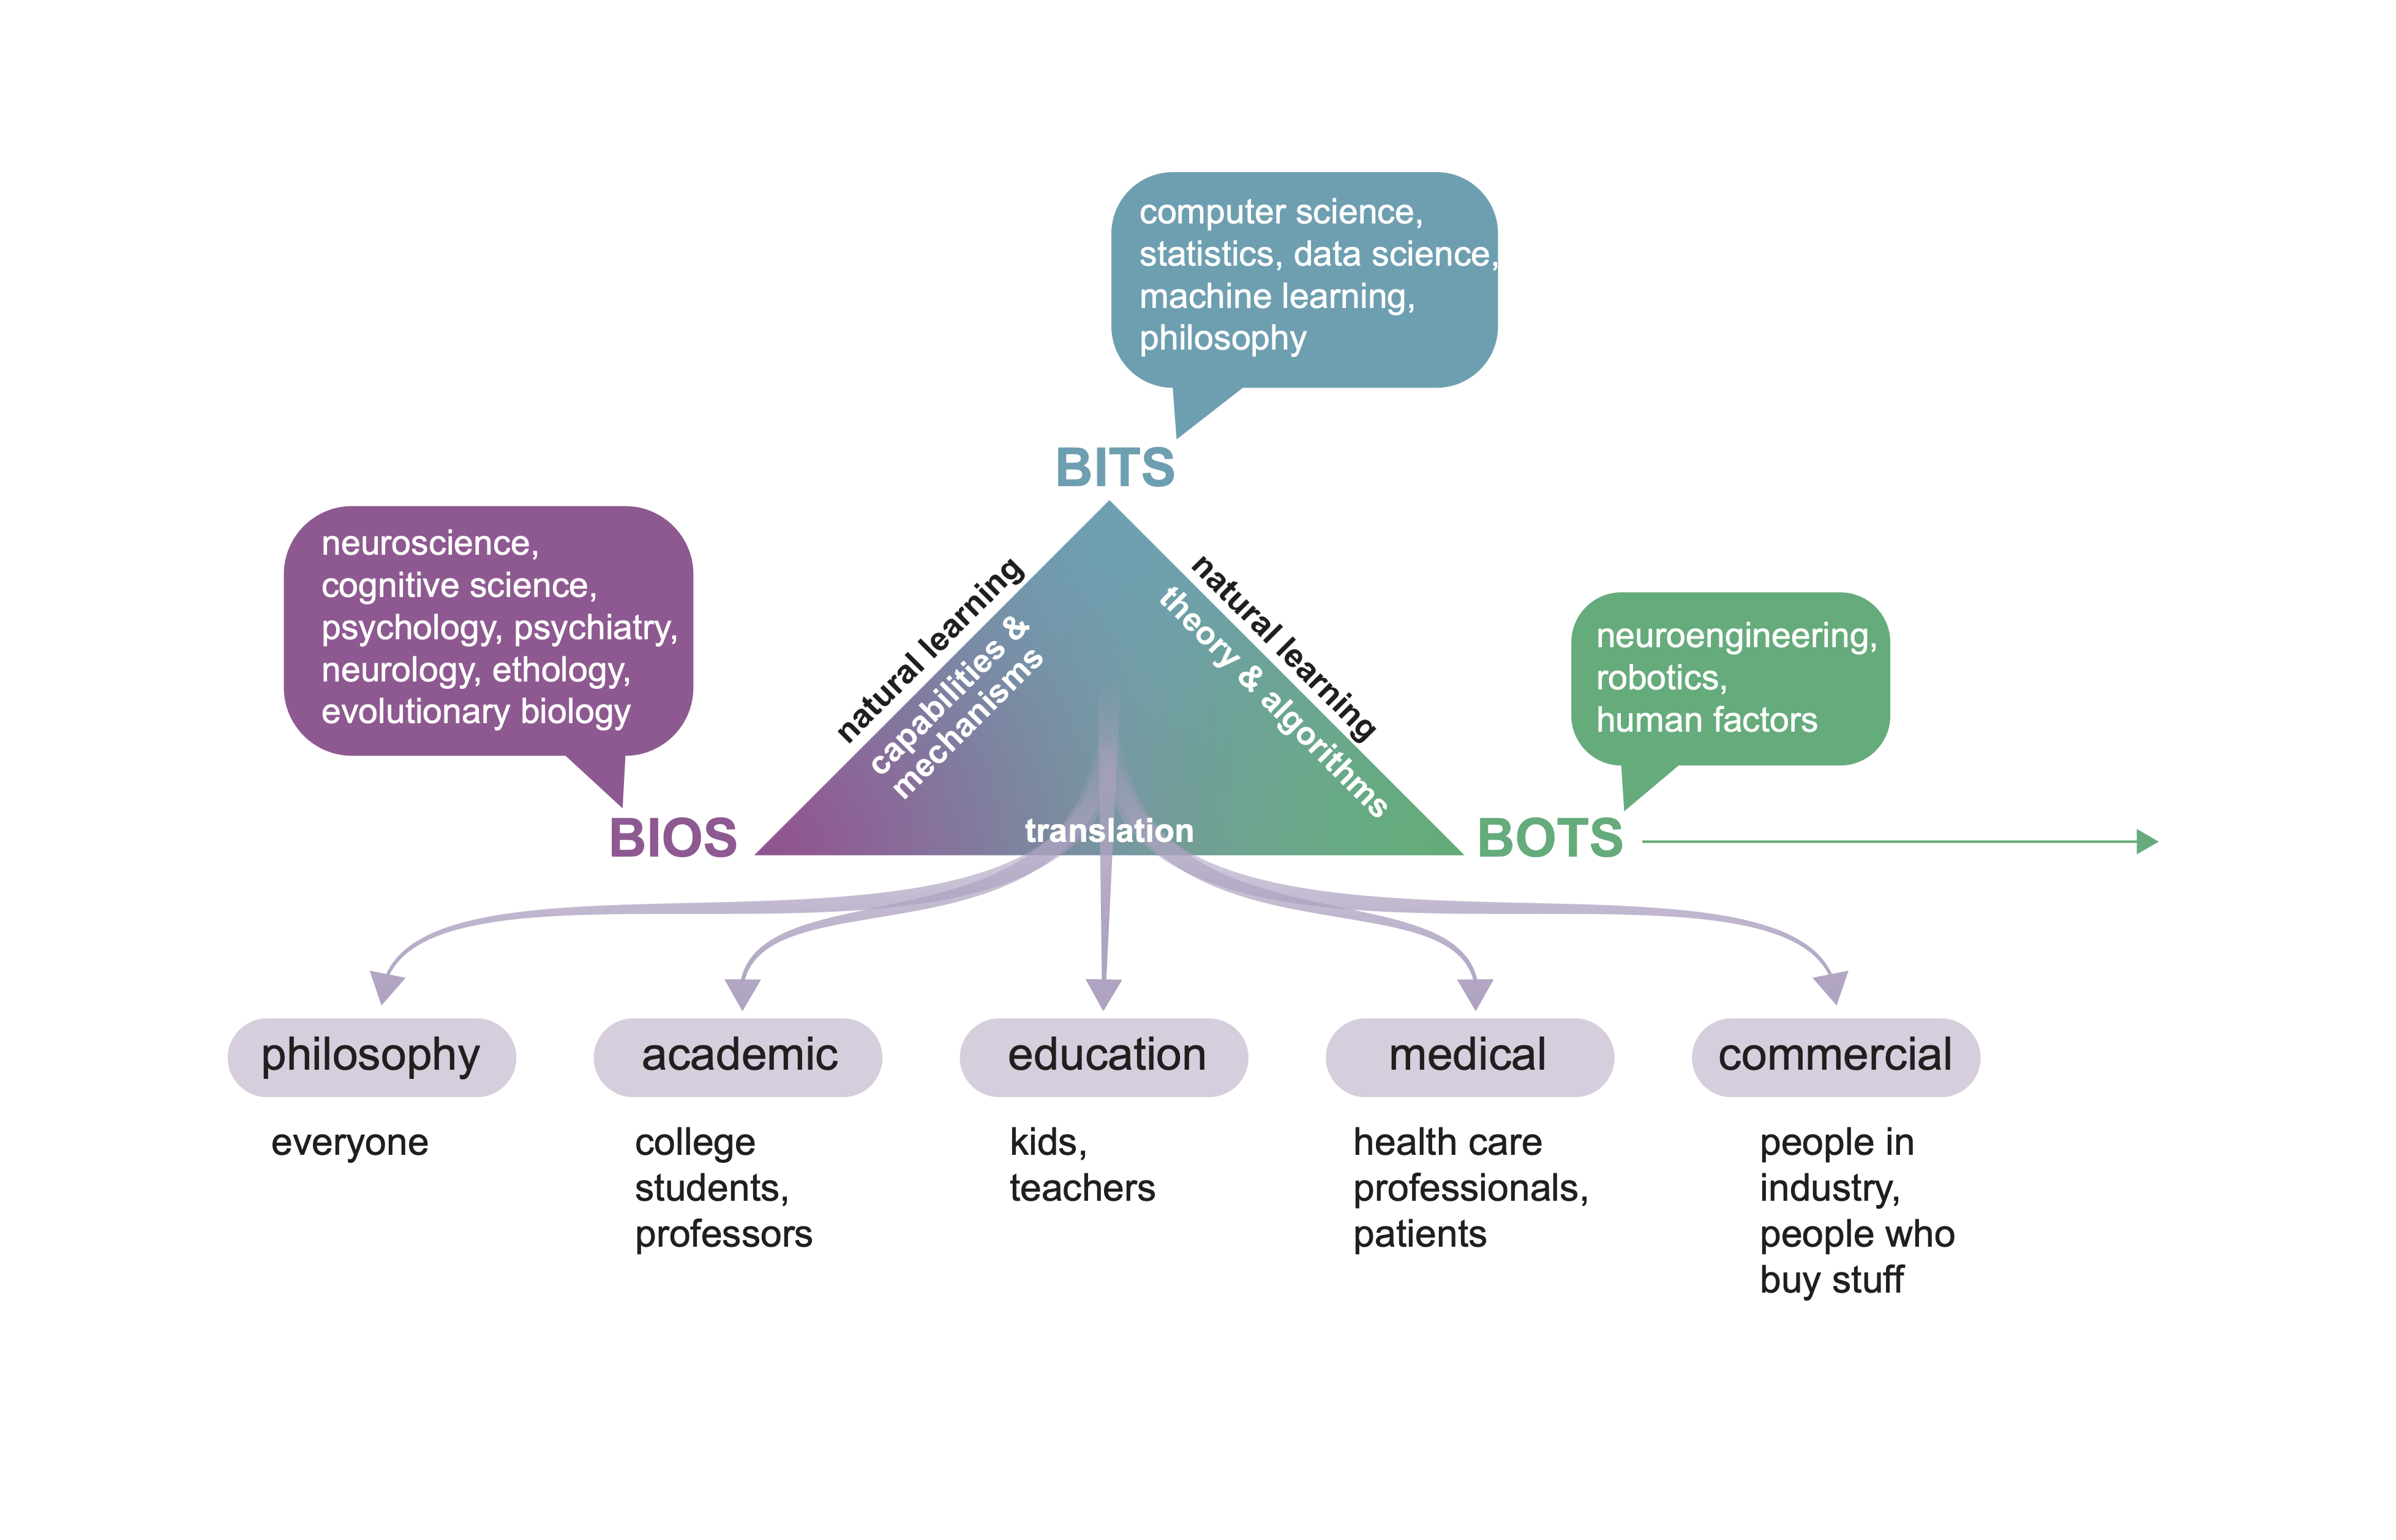 computer science,
statistics, data science,
machine learning,
philosophy
BITS
neuroscience,
cognitive science,
psychology, psychiatry,
neurology, ethology,
evolutionary biology
BIOS
natural learning
capabilities &
mechanisms
natural learning
theory & algorithms
translation
neuroengineering,
robotics,
human factors
BOTS
philosophy
everyone
academic
college
students,
professors
education
kids,
teachers
medical
health care
professionals,
patients
commercial
people in
industry,
people who
buy stuff